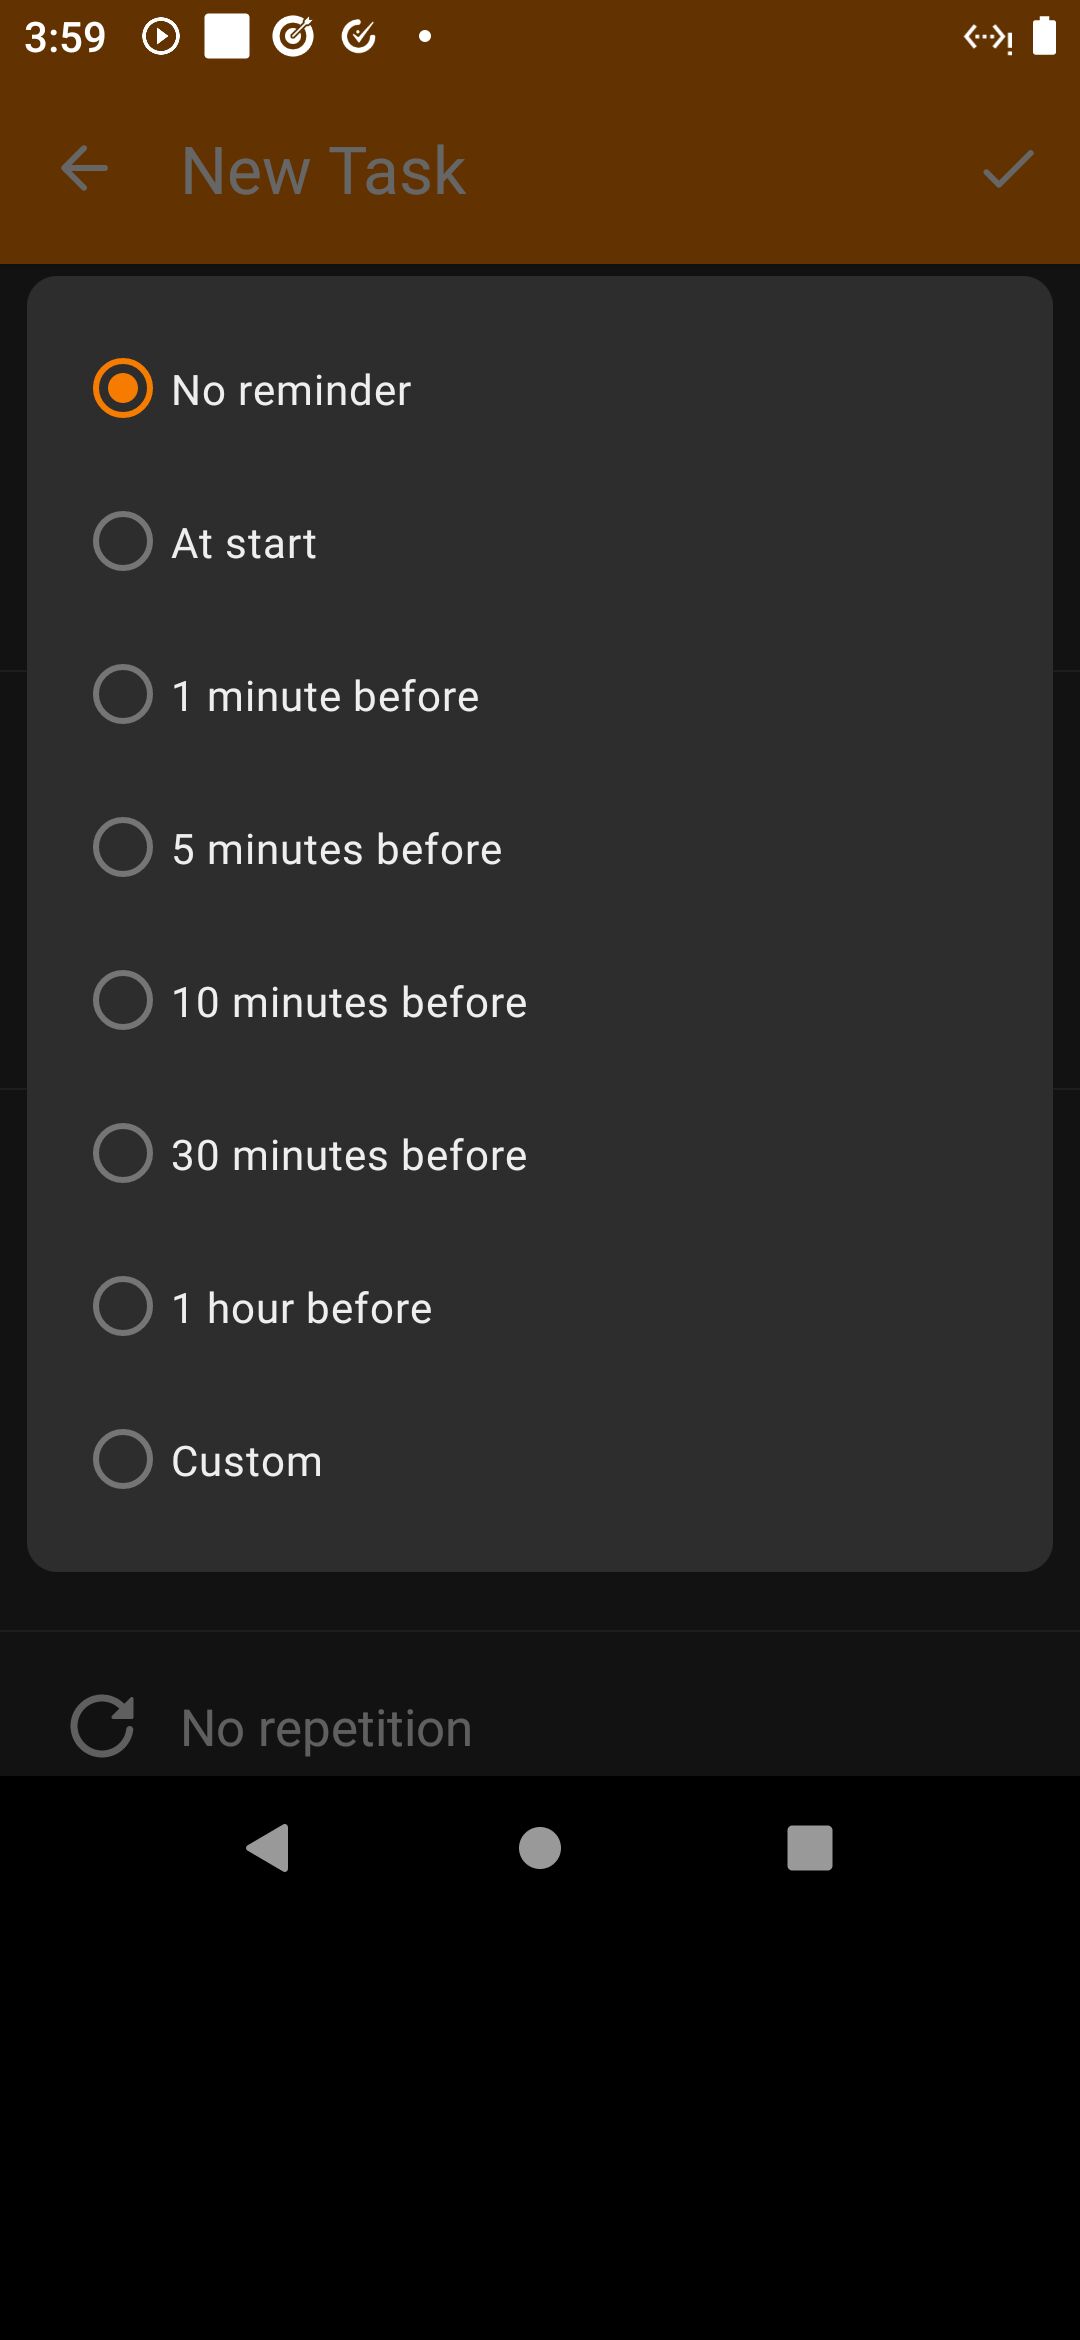 3:59
New Task
No reminder
At start
1 minute before
5 minutes before
10 minutes before
30 minutes before
1 hour before
Custom
No repetition